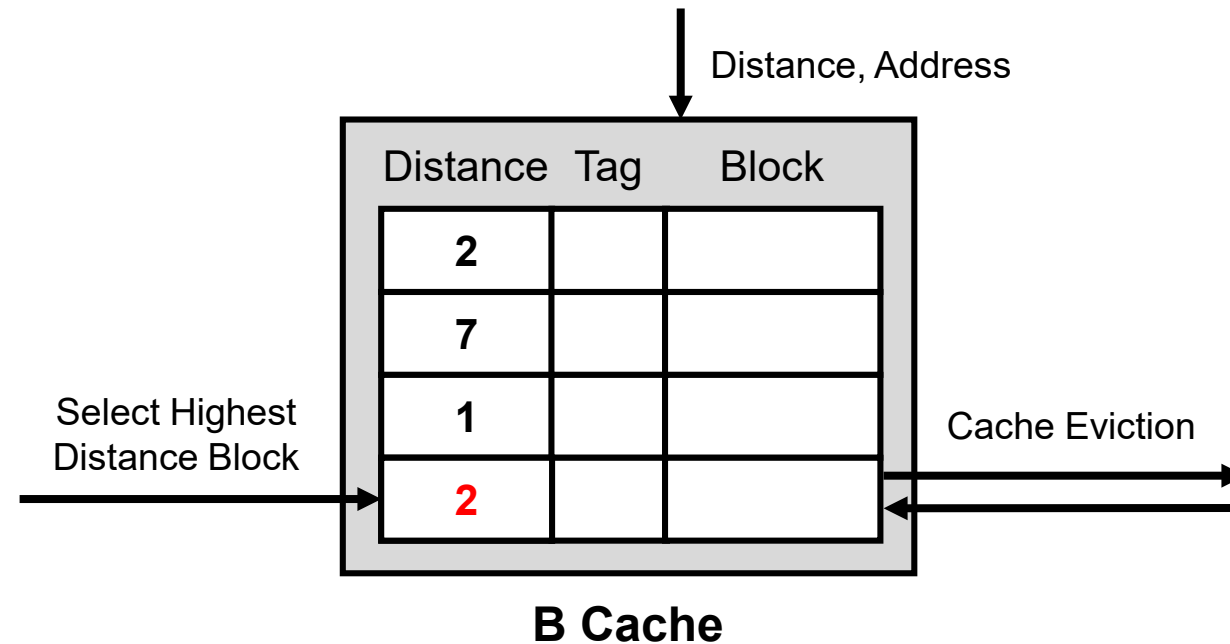 Distance, Address
Distance Tag Block
2
7
1
2
Select Highest
Distance Block
Cache Eviction
B Cache